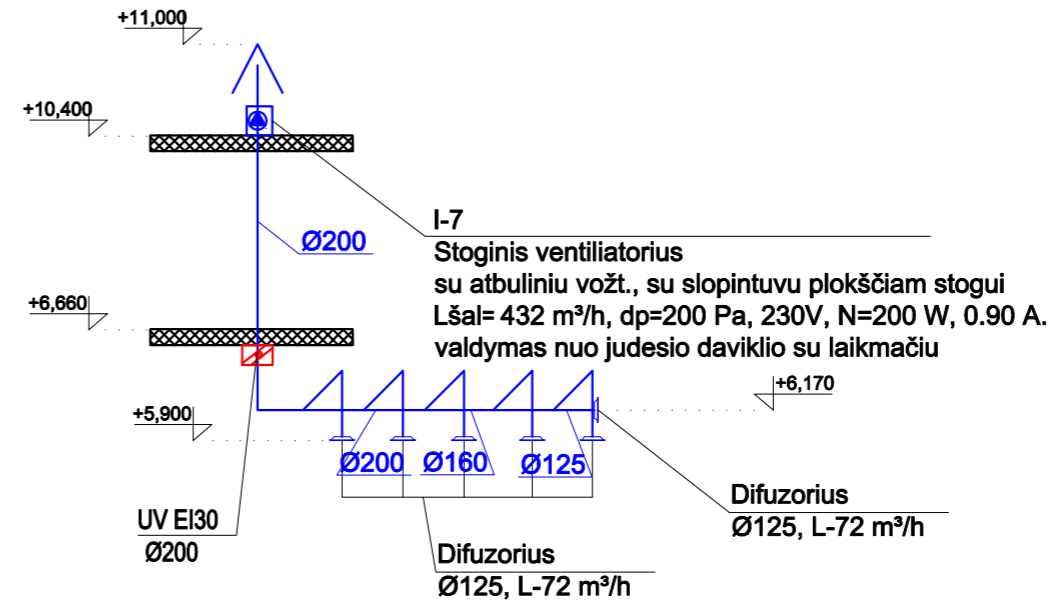 +11,000
+10,400
I-7
Ø200
Stoginis ventiliatorius
su atbuliniu vožt., su slopintuvu plokščiam stogui
+6,660
Lšal= 432 m³/h, dp=200 Pa, 230V, N=200 W, 0.90 A.
valdymas nuo judesio daviklio su laikmačiu
+6,170
+5,900
Ø200 Ø160 Ø125
Difuzorius
Ø125, L-72 m³/h
UV EI30
Ø200
Difuzorius
Ø125, L-72 m³/h